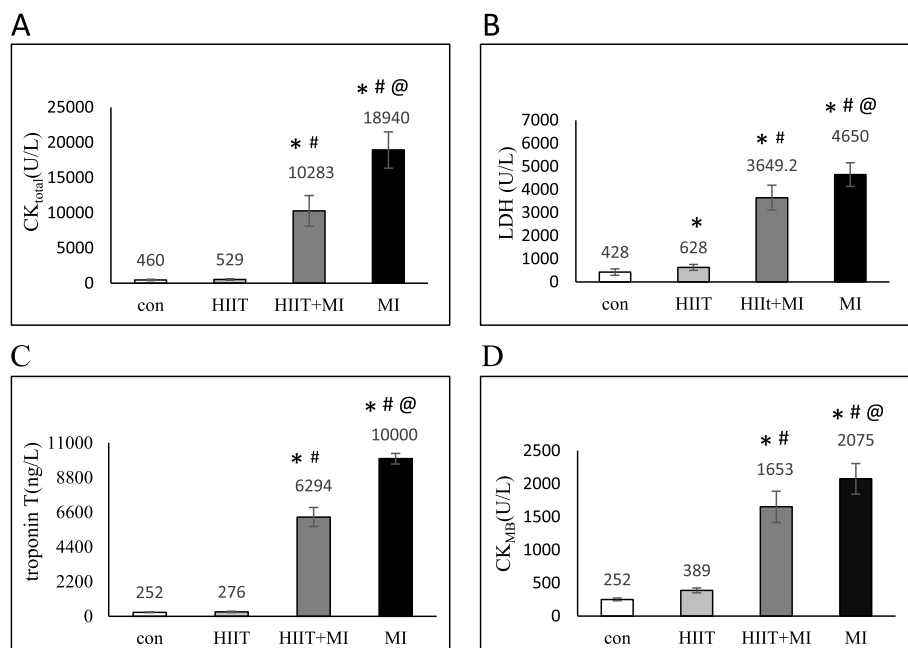 A
CKtotal(U/L)
25000
20000
15000
10000
5000
0
460
529
* #
10283
* # @
18940
con HIIT HIIT+MI MI
B
LDH (U/L)
7000
6000
5000
4000
3000
2000
1000
0
428
*
628
* #
3649.2
* # @
4650
con HIIT HIIt+MI MI
C
troponin T(ng/L)
11000
8800
6600
4400
2200
0
252
276
* #
6294
* # @
10000
con HIIT HIIT+MI MI
D
CKMB(U/L)
2500
2000
1500
1000
500
0
252
389
* #
1653
* # @
2075
con HIIT HIIT+MI MI